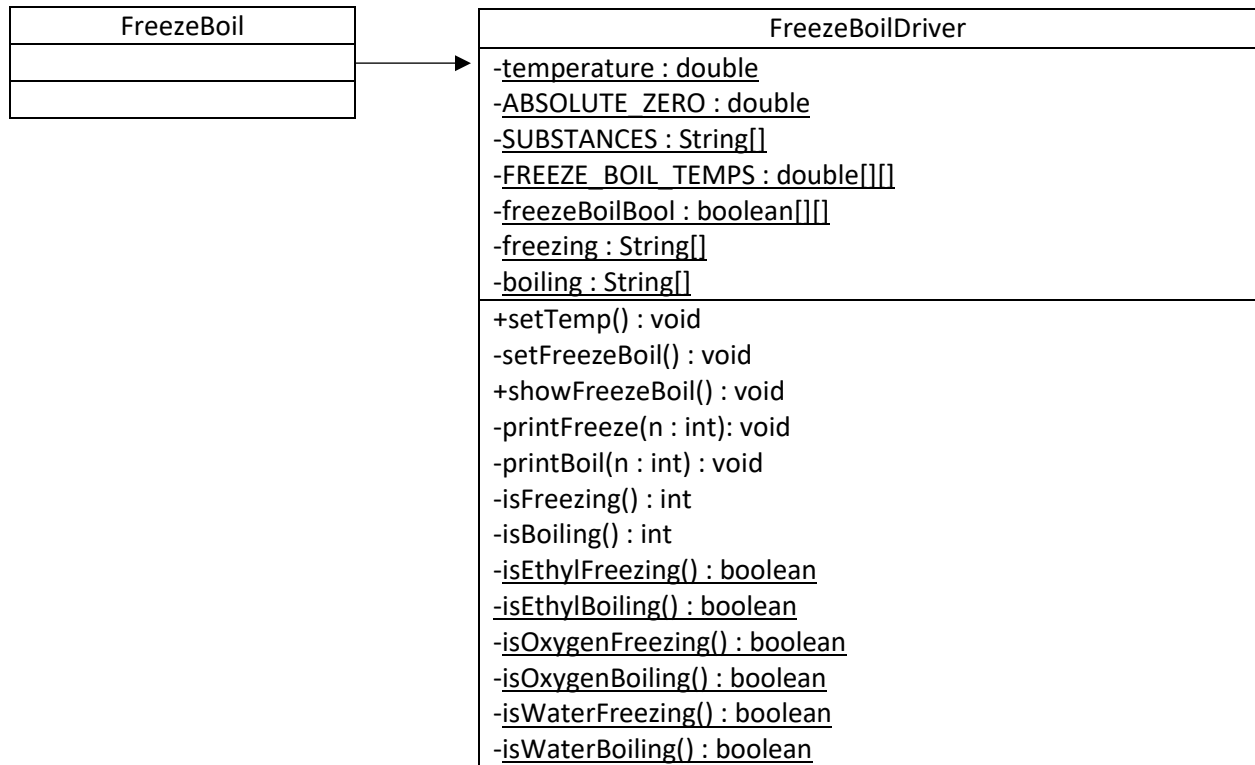 FreezeBoil
FreezeBoilDriver
-temperature : double
-ABSOLUTE_ZERO : double
-SUBSTANCES : String[]
-FREEZE_BOIL_TEMPS : double[][]
-freezeBoilBool : boolean[][]
-freezing : String[]
-boiling : String[]
+setTemp() : void
-setFreezeBoil() : void
+showFreezeBoil() : void
-printFreeze(n : int): void
-printBoil(n : int) : void
-isFreezing() : int
-isBoiling() : int
-isEthylFreezing() : boolean
-isEthylBoiling() : boolean
-isOxygenFreezing() : boolean
-isOxygenBoiling() : boolean
-isWaterFreezing() : boolean
-isWaterBoiling() : boolean